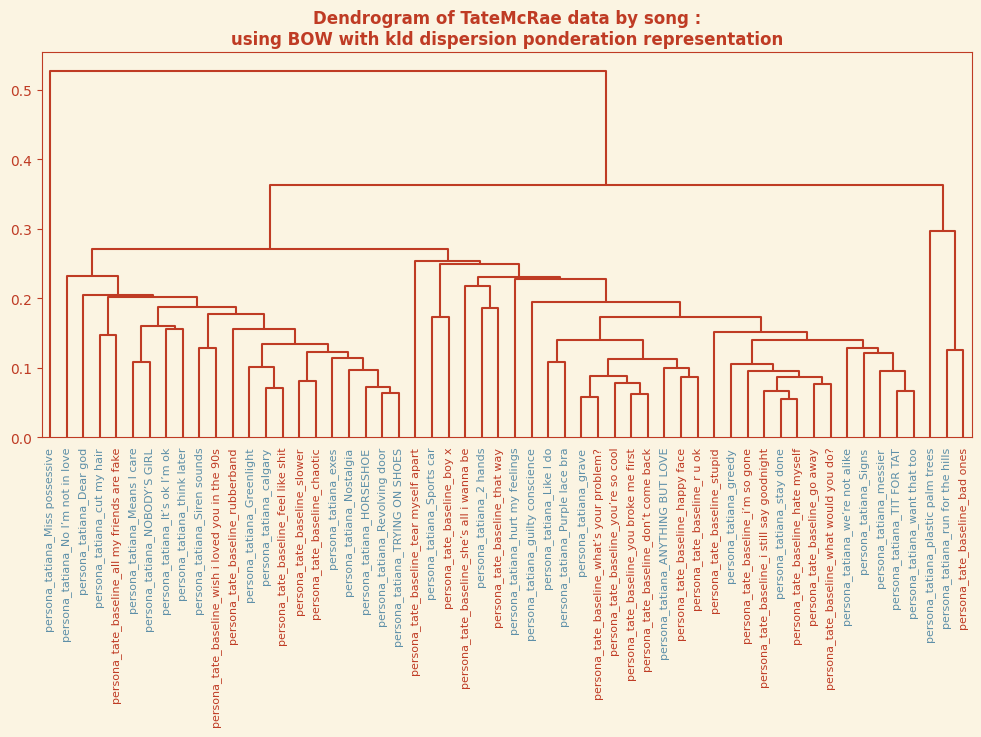 Dendrogram of TateMcRae data by song :
using BOW with kld dispersion ponderation representation
0.5
0.4
0.3
0.2
0.1
0.0
persona_tatiana_Miss possessive
persona_tatiana_No I'm not in love
persona_tatiana_Dear god
persona_tatiana_cut my hair
persona_tate_baseline_all my friends are fake
persona_tatiana_Means I care
persona_tatiana_NOBODY'S GIRL
persona_tatiana_It's ok I'm ok
persona_tatiana_think later
persona_tatiana_Siren sounds
persona_tate_baseline_wish i loved you in the 90s
persona_tate_baseline_rubberband
persona_tatiana_Greenlight
persona_tatiana_calgary
persona_tate_baseline_feel like shit
persona_tate_baseline_slower
persona_tate_baseline_chaotic
persona_tatiana_exes
persona_tatiana_Nostalgia
persona_tatiana_HORSESHOE
persona_tatiana_Revolving door
persona_tatiana_TRYING ON SHOES
persona_tate_baseline_tear myself apart
persona_tatiana_Sports car
persona_tate_baseline_boy x
persona_tate_baseline_she's all i wanna be
persona_tatiana_2 hands
persona_tate_baseline_that way
persona_tatiana_hurt my feelings
persona_tatiana_guilty conscience
persona_tatiana_Like I do
persona_tatiana_Purple lace bra
persona_tatiana_grave
persona_tate_baseline_what's your problem?
persona_tate_baseline_you're so cool
persona_tate_baseline_you broke me first
persona_tate_baseline_don't come back
persona_tatiana_ANYTHING BUT LOVE
persona_tate_baseline_happy face
persona_tate_baseline_r u ok
persona_tate_baseline_stupid
persona_tatiana_greedy
persona_tate_baseline_i'm so gone
persona_tate_baseline_i still say goodnight
persona_tatiana_stay done
persona_tate_baseline_hate myself
persona_tate_baseline_go away
persona_tate_baseline_what would you do?
persona_tatiana_we're not alike
persona_tatiana_Signs
persona_tatiana_messier
persona_tatiana_TIT FOR TAT
persona_tatiana_want that too
persona_tatiana_plastic palm trees
persona_tatiana_run for the hills
persona_tate_baseline_bad ones